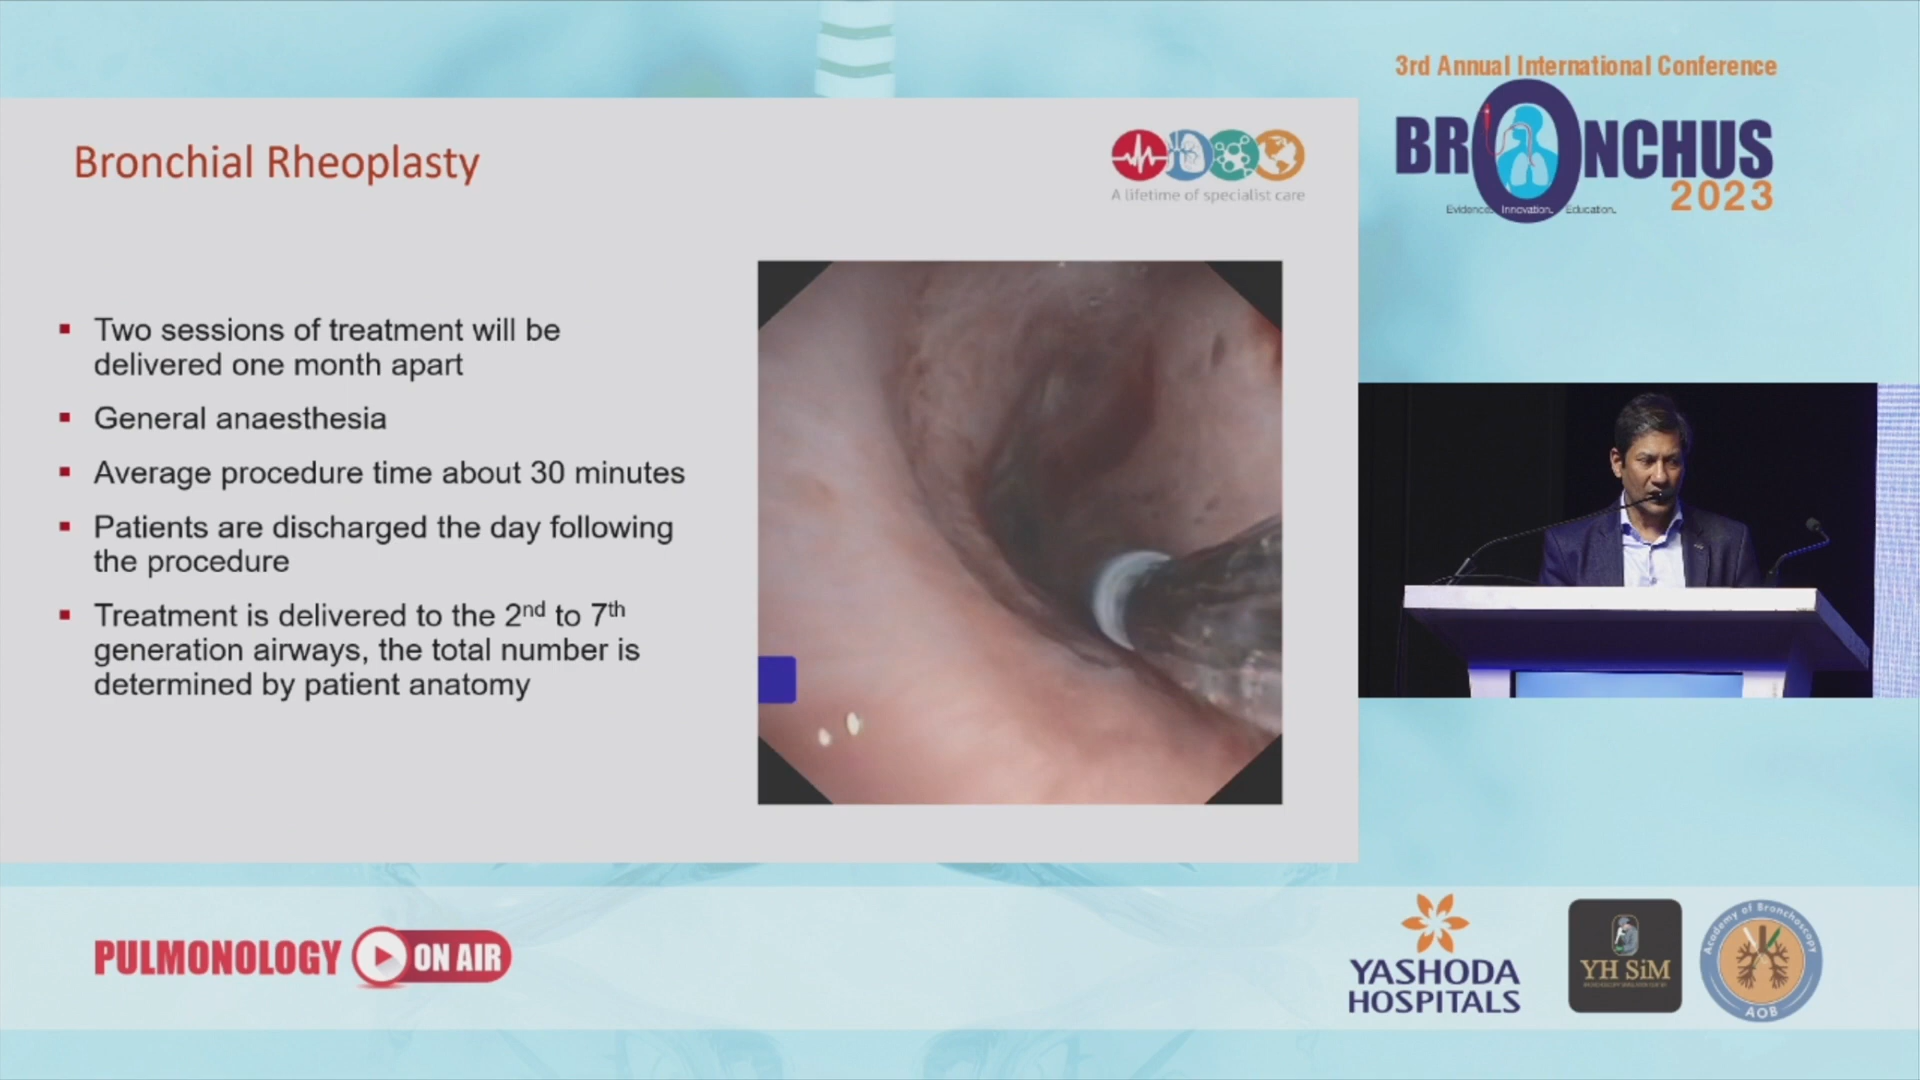 3rd Annual International Conference
BRONCHUS
2023
Evidence. Innovation. Education.
Bronchial Rheoplasty
A lifetime of specialist care
▪ Two sessions of treatment will be
delivered one month apart
▪ General anaesthesia
▪ Average procedure time about 30 minutes
▪ Patients are discharged the day following
the procedure
▪ Treatment is delivered to the 2nd to 7th
generation airways, the total number is
determined by patient anatomy
PULMONOLOGY ON AIR
YASHODA
HOSPITALS
YH SiM
Academy of Bronchoscopy
AOB